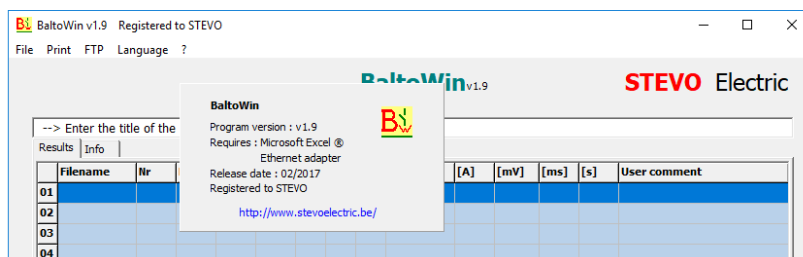 BaltoWin v1.9 Registered to STEVO
File Print FTP Language ?
BaltoWin v1.9
STEVO Electric
--> Enter the title of the
Results Info
Filename Nr [A] [mV] [ms] [s] User comment
01
02
03
04
BaltoWin
Program version : v1.9
Requires : Microsoft Excel ®
Ethernet adapter
Release date : 02/2017
Registered to STEVO
http://www.stevoelectric.be/